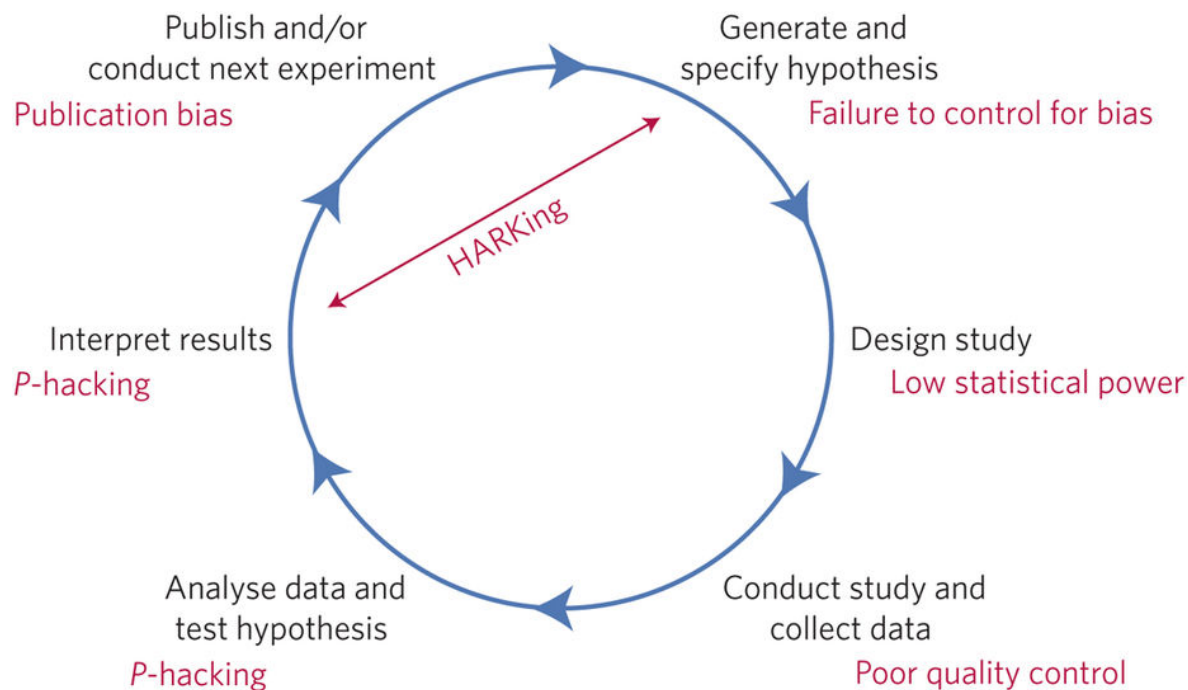 Publish and/or
conduct next experiment
Publication bias
Generate and
specify hypothesis
Failure to control for bias
HARKing
Interpret results
P-hacking
Design study
Low statistical power
Analyse data and
test hypothesis
P-hacking
Conduct study and
collect data
Poor quality control